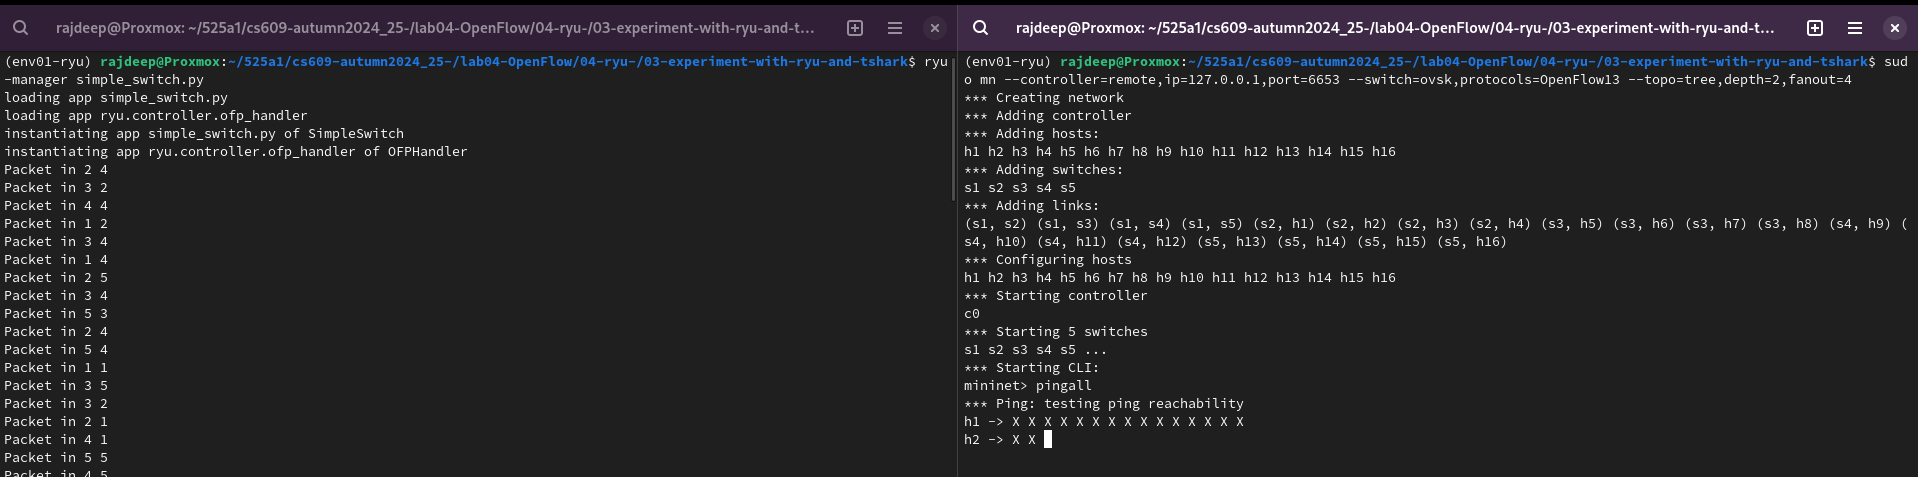 rajdeep@Proxmox: ~/525a1/cs609-autumn2024_25-/lab04-OpenFlow/04-ryu-/03-experiment-with-ryu-and-t...
(env01-ryu) rajdeep@Proxmox:~/525a1/cs609-autumn2024_25-/lab04-OpenFlow/04-ryu-/03-experiment-with-ryu-and-tshark$ ryu
-manager simple_switch.py
loading app simple_switch.py
loading app ryu.controller.ofp_handler
instantiating app simple_switch.py of SimpleSwitch
instantiating app ryu.controller.ofp_handler of OFPHandler
Packet in 2 4
Packet in 3 2
Packet in 4 4
Packet in 1 2
Packet in 3 4
Packet in 1 4
Packet in 2 5
Packet in 3 4
Packet in 5 3
Packet in 2 4
Packet in 5 4
Packet in 1 1
Packet in 3 5
Packet in 3 2
Packet in 2 1
Packet in 4 1
Packet in 5 5
Packet in 4 5
rajdeep@Proxmox: ~/525a1/cs609-autumn2024_25-/lab04-OpenFlow/04-ryu-/03-experiment-with-ryu-and-t...
(env01-ryu) rajdeep@Proxmox:~/525a1/cs609-autumn2024_25-/lab04-OpenFlow/04-ryu-/03-experiment-with-ryu-and-tshark$ sud
o mn --controller=remote,ip=127.0.0.1,port=6653 --switch=ovsk,protocols=OpenFlow13 --topo=tree,depth=2,fanout=4
*** Creating network
*** Adding controller
*** Adding hosts:
h1 h2 h3 h4 h5 h6 h7 h8 h9 h10 h11 h12 h13 h14 h15 h16
*** Adding switches:
s1 s2 s3 s4 s5
*** Adding links:
(s1, s2) (s1, s3) (s1, s4) (s1, s5) (s2, h1) (s2, h2) (s2, h3) (s2, h4) (s3, h5) (s3, h6) (s3, h7) (s3, h8) (s4, h9) (
s4, h10) (s4, h11) (s4, h12) (s5, h13) (s5, h14) (s5, h15) (s5, h16)
*** Configuring hosts
h1 h2 h3 h4 h5 h6 h7 h8 h9 h10 h11 h12 h13 h14 h15 h16
*** Starting controller
c0
*** Starting 5 switches
s1 s2 s3 s4 s5 ...
*** Starting CLI:
mininet> pingall
*** Ping: testing ping reachability
h1 -> X X X X X X X X X X X X X X X
h2 -> X X